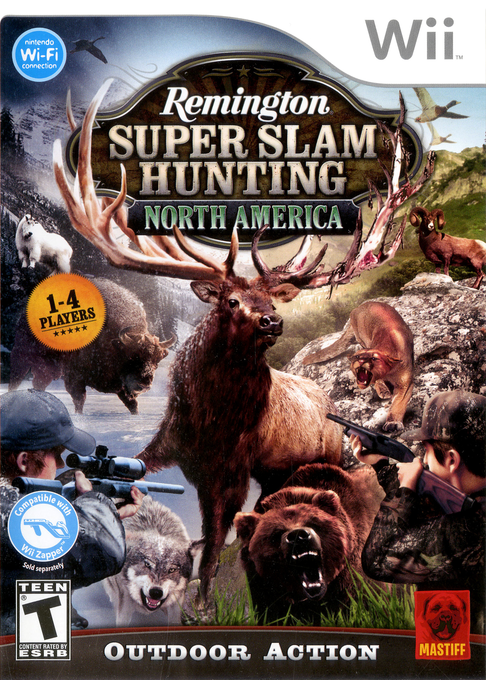 nintendo
Wi-Fi
connection
Wii
TM
Remington
SUPER SLAM
HUNTING
NORTH AMERICA
1-4
PLAYERS
Compatible with
Wii Zapper
Sold separately
TEEN
T
CONTENT RATED BY
ESRB
OUTDOOR ACTION
MASTIFF